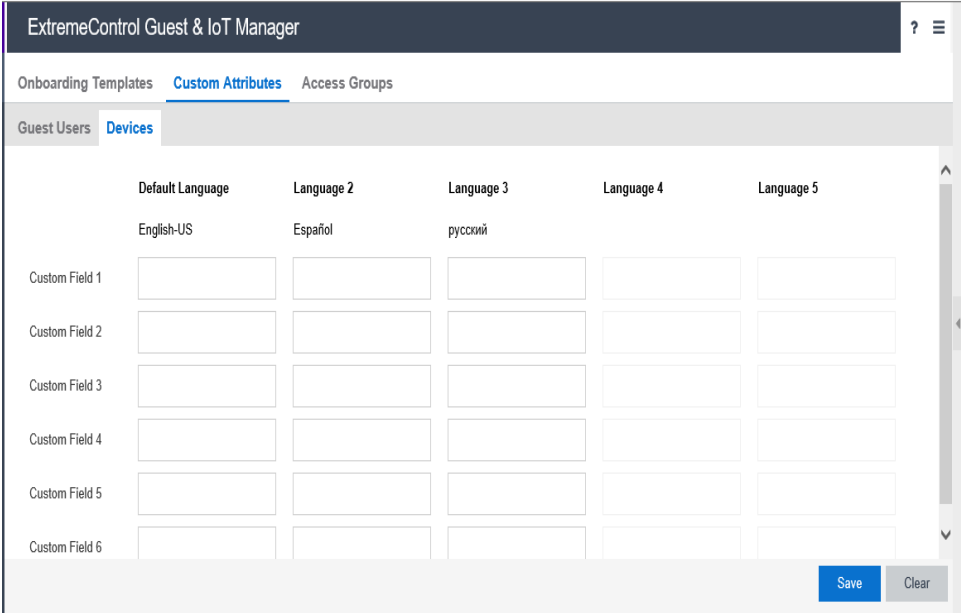 ExtremeControl Guest & IoT Manager ? ☰
Onboarding Templates Custom Attributes Access Groups
Guest Users Devices
Default Language Language 2 Language 3 Language 4 Language 5
English-US Español русский
Custom Field 1
Custom Field 2
Custom Field 3
Custom Field 4
Custom Field 5
Custom Field 6
Save Clear